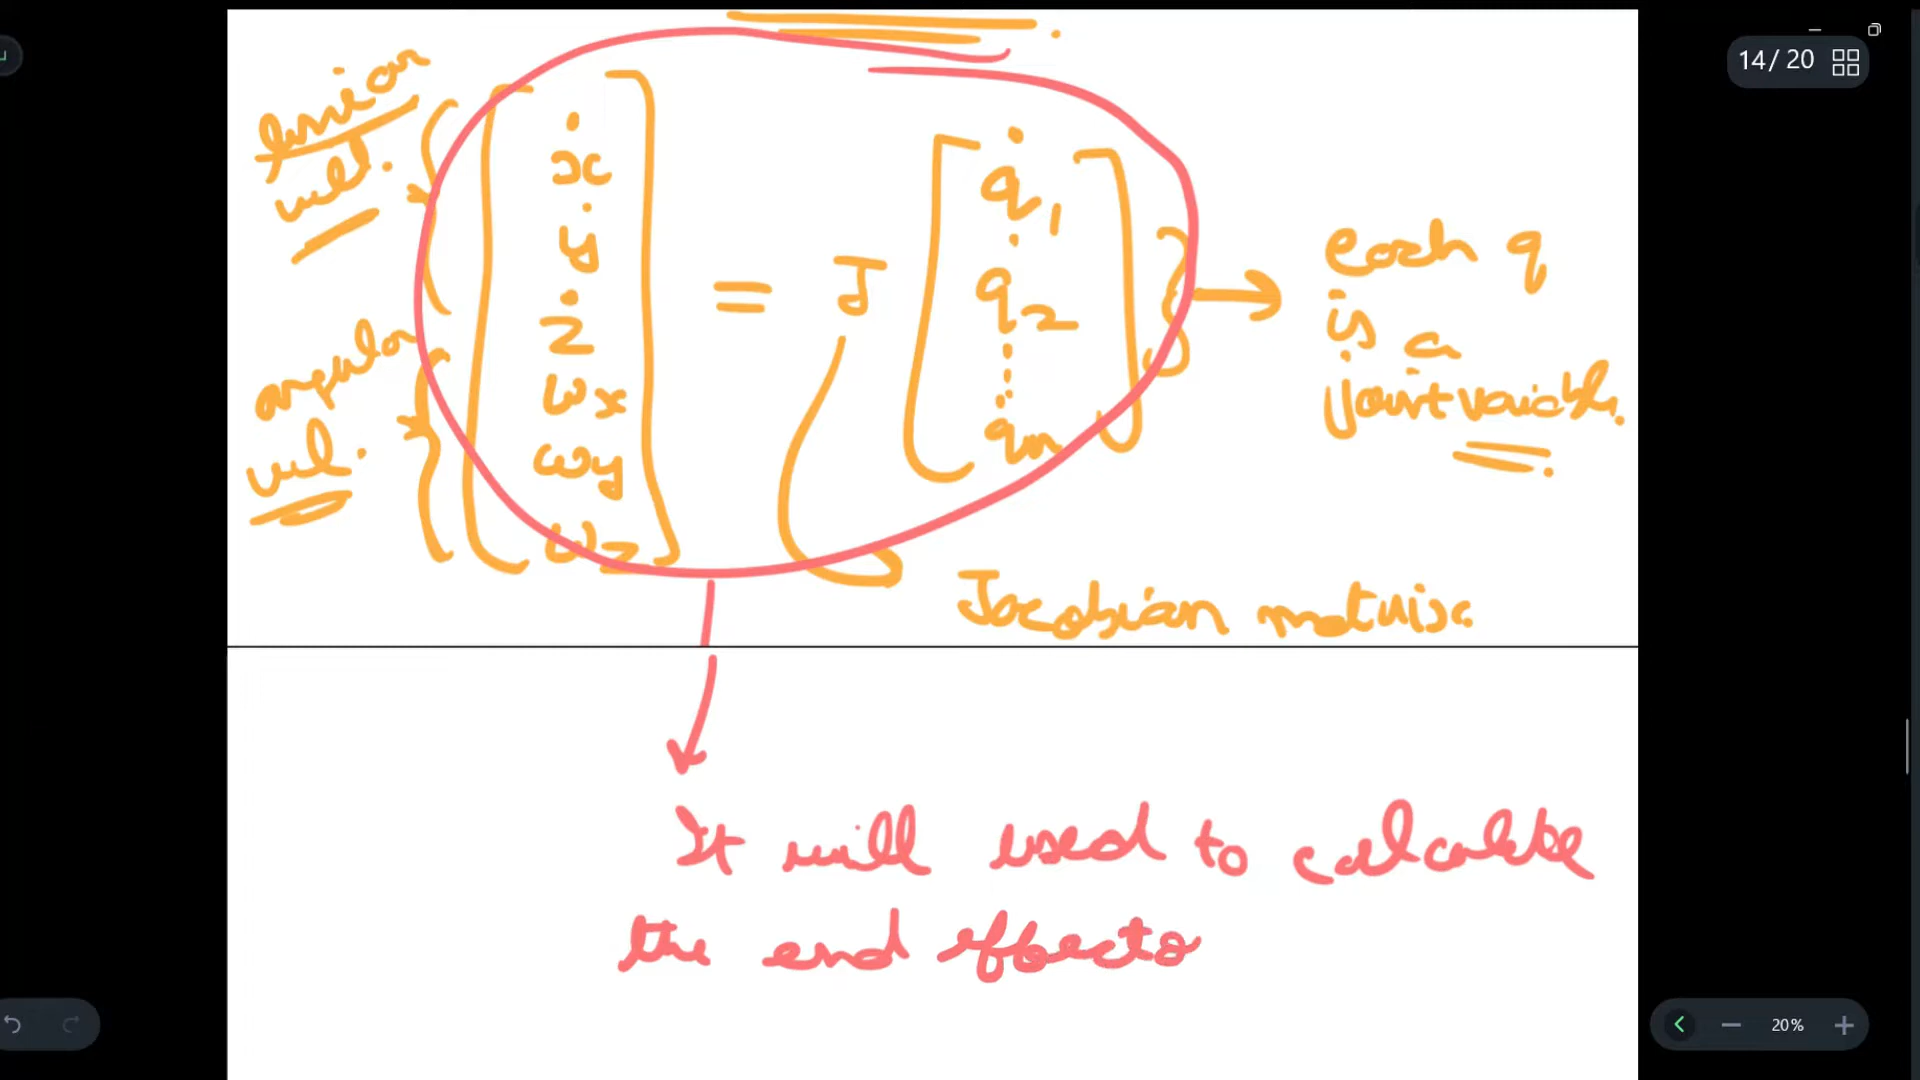 14/ 20
linear
vel.
angular
vel.
ẋ
ẏ
ż
ωx
ωy
ωz
= J
q̇1
q̇2
qn
each q
is a
joint variable.
Jacobian matrix.
It will used to calculate
the end effecto
20%